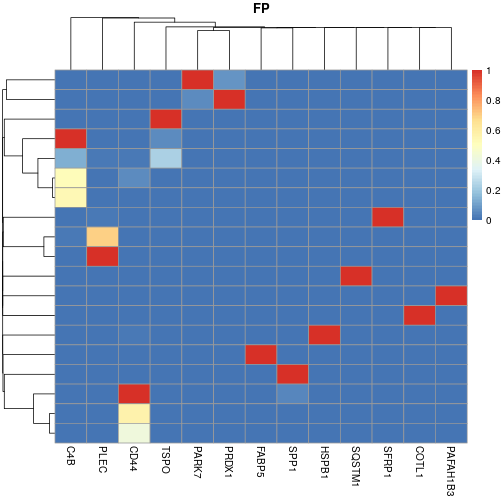 FP
1
0.8
0.6
0.4
0.2
0
C4B
PLEC
CD44
TSPO
PARK7
PRDX1
FABP5
SPP1
HSPB1
SQSTM1
SFRP1
COTL1
PAFAH1B3